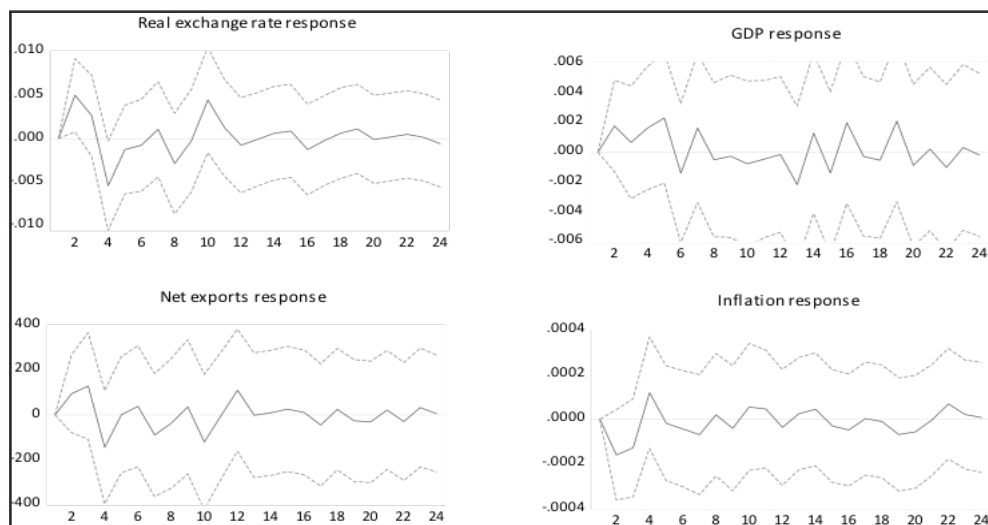 Real exchange rate response
.010
.005
.000
-.005
-.010
2 4 6 8 10 12 14 16 18 20 22 24
GDP response
.006
.004
.002
.000
-.002
-.004
-.006
2 4 6 8 10 12 14 16 18 20 22 24
Net exports response
400
200
0
-200
-400
2 4 6 8 10 12 14 16 18 20 22 24
Inflation response
.0004
.0002
.0000
-.0002
-.0004
2 4 6 8 10 12 14 16 18 20 22 24